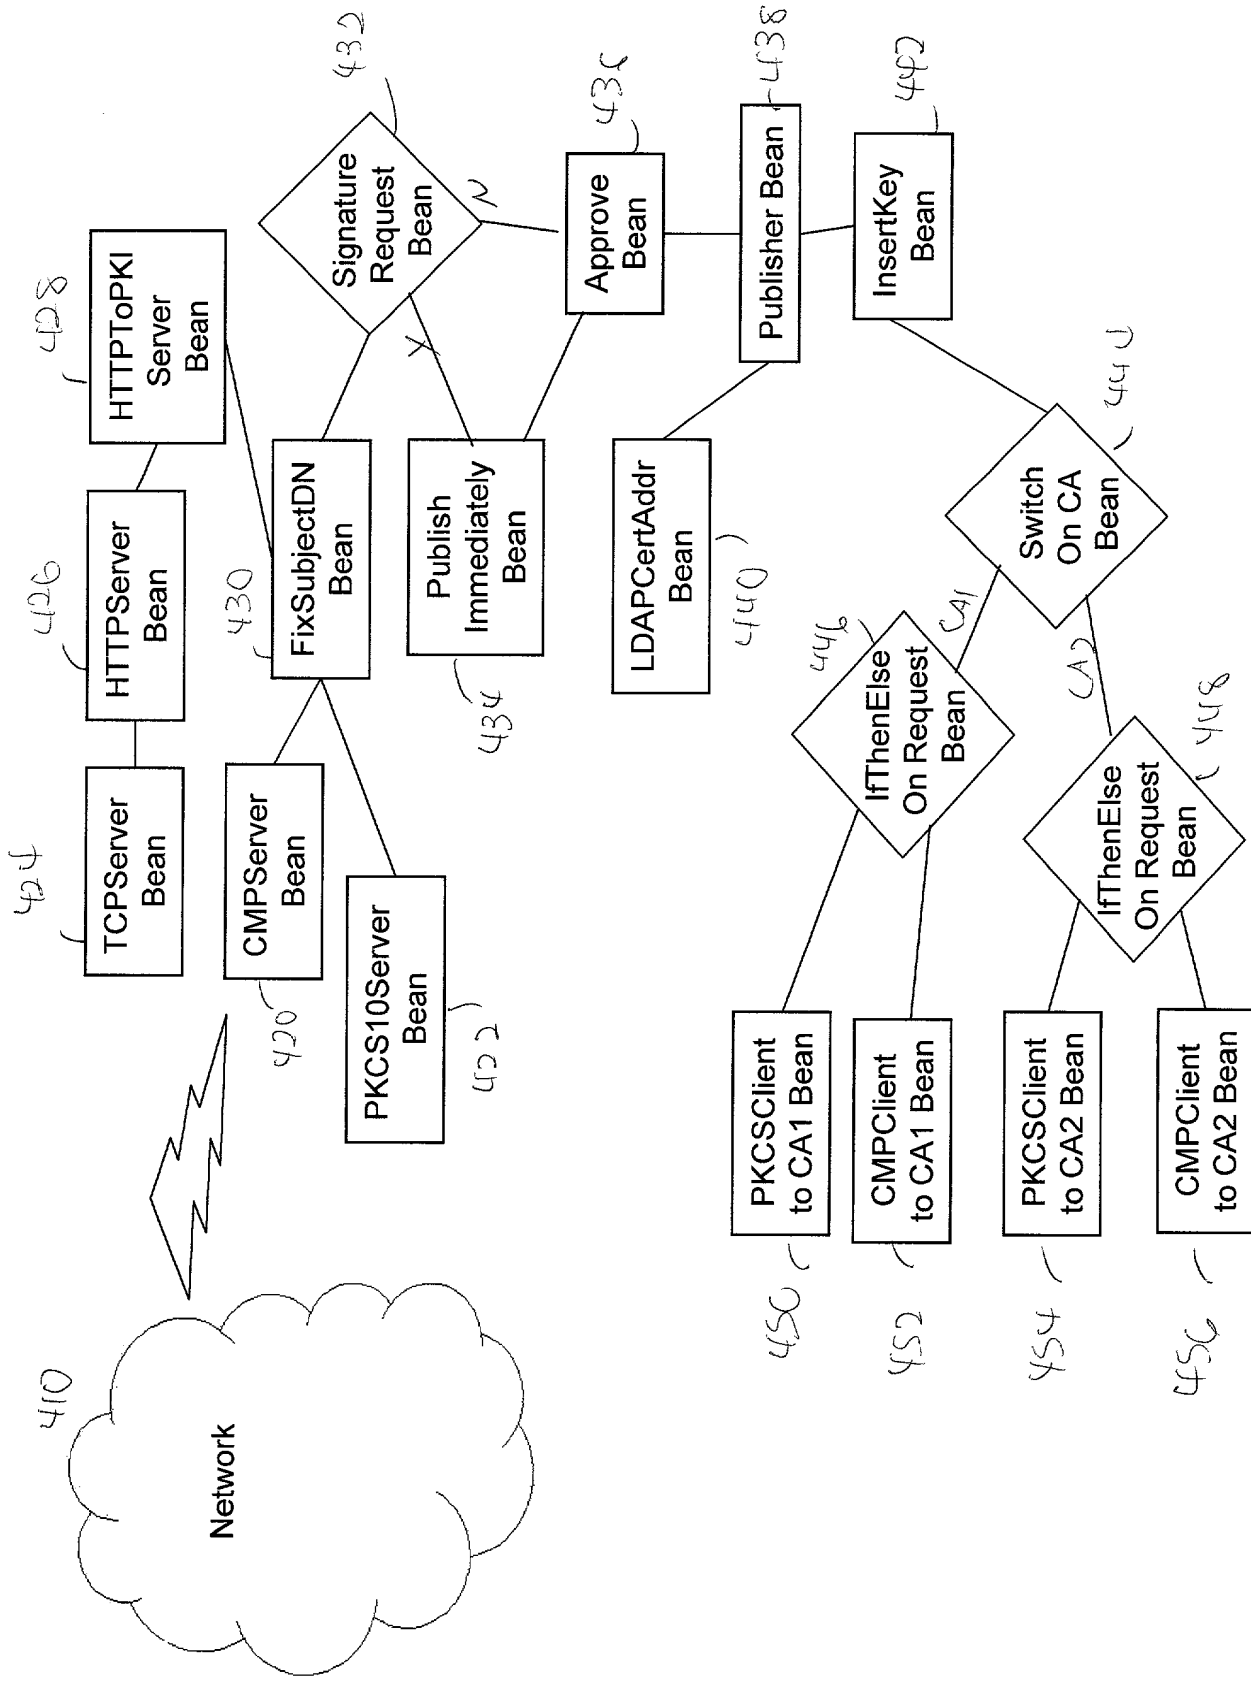 410
Network
424
TCPServer
Bean
426
HTTPServer
Bean
428
HTTPToPKI
Server
Bean
420
CMPServer
Bean
422
PKCS10Server
Bean
430
FixSubjectDN
Bean
432
Signature
Request
Bean
Y
N
434
Publish
Immediately
Bean
436
Approve
Bean
438
Publisher Bean
440
LDAPCertAddr
Bean
442
InsertKey
Bean
444
Switch
On CA
Bean
CA1
CA2
446
IfThenElse
On Request
Bean
448
IfThenElse
On Request
Bean
450
PKCSClient
to CA1 Bean
452
CMPClient
to CA1 Bean
454
PKCSClient
to CA2 Bean
456
CMPClient
to CA2 Bean